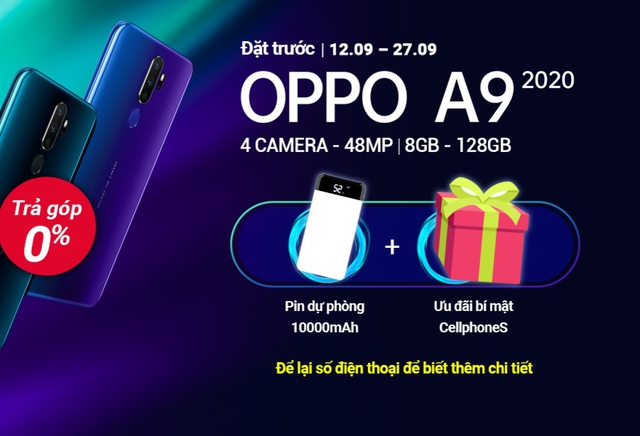 Đặt trước | 12.09 – 27.09
OPPO A9 2020
4 CAMERA - 48MP | 8GB - 128GB
Trả góp
0%
Pin dự phòng
10000mAh
+
Ưu đãi bí mật
CellphoneS
Để lại số điện thoại để biết thêm chi tiết